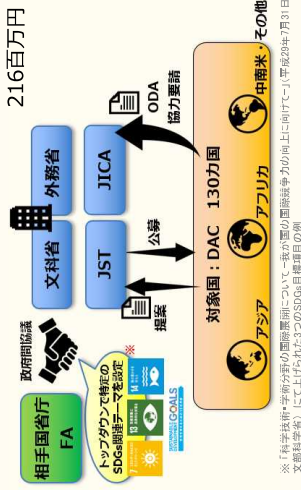 216百万円
政府間協議
相手国省庁
FA
文科省
外務省
JST
JICA
トップダウンで特定の
SDGs関連テーマを設定
※
提案
公募
ODA
協力要請
対象国：DAC 130カ国
アジア
アフリカ
中南米・その他
※「科学技術・学術分野の国際展開について－我が国の国際競争力の向上に向けて－」（平成29年7月31日
文部科学省）にて上げられた3つのSDGs目標項目の例
7
13
14
SUSTAINABLE DEVELOPMENT
GOALS